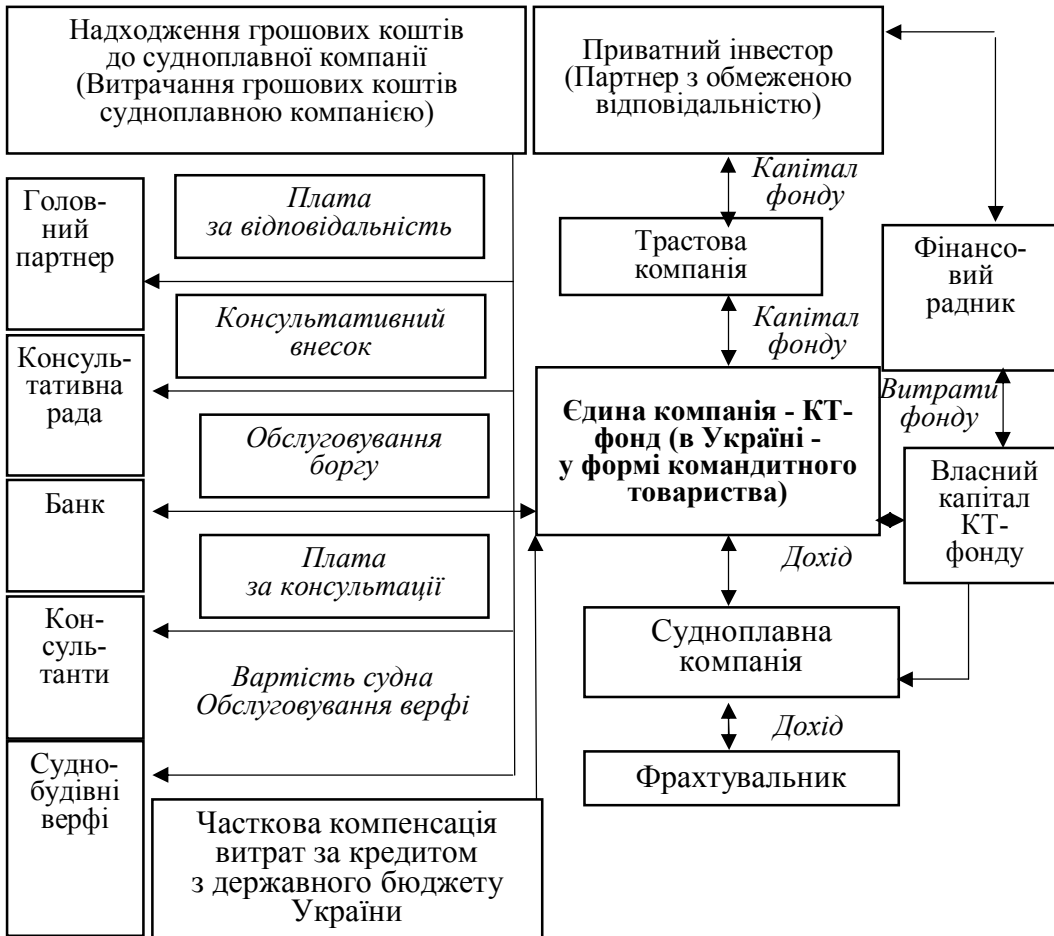 Надходження грошових коштів
до судноплавної компанії
(Витрачання грошових коштів
судноплавною компанією)
Приватний інвестор
(Партнер з обмеженою
відповідальністю)
Голов-
ний
партнер
Плата
за відповідальність
Капітал
фонду
Трастова
компанія
Фінансо-
вий
радник
Консультативний
внесок
Капітал
фонду
Консуль-
тативна
рада
Єдина компанія - КТ-
фонд (в Україні -
у формі командитного
товариства)
Витрати
фонду
Обслуговування
боргу
Власний
капітал
КТ-
фонду
Банк
Плата
за консультації
Дохід
Кон-
суль-
танти
Судноплавна
компанія
Вартість судна
Обслуговування верфі
Дохід
Судно-
будівні
верфі
Фрахтувальник
Часткова компенсація
витрат за кредитом
з державного бюджету
України